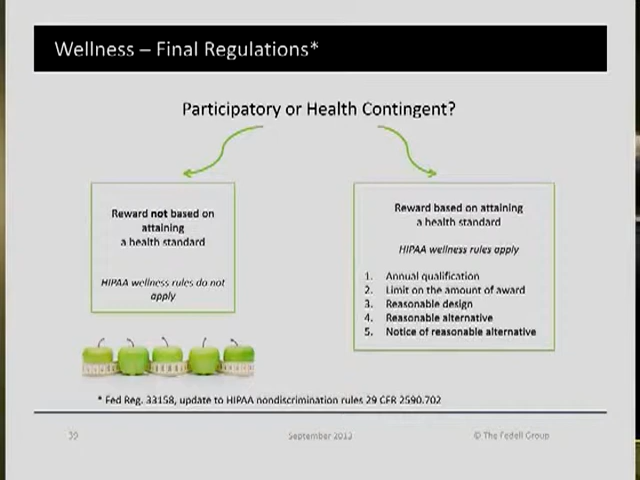 Wellness – Final Regulations*
Participatory or Health Contingent?
Reward not based on
attaining
a health standard
HIPAA wellness rules do not
apply
Reward based on attaining
a health standard
HIPAA wellness rules apply
1. Annual qualification
2. Limit on the amount of award
3. Reasonable design
4. Reasonable alternative
5. Notice of reasonable alternative
* Fed Reg. 33158, update to HIPAA nondiscrimination rules 29 CFR 2590.702
September 2013
© The Fedeli Group